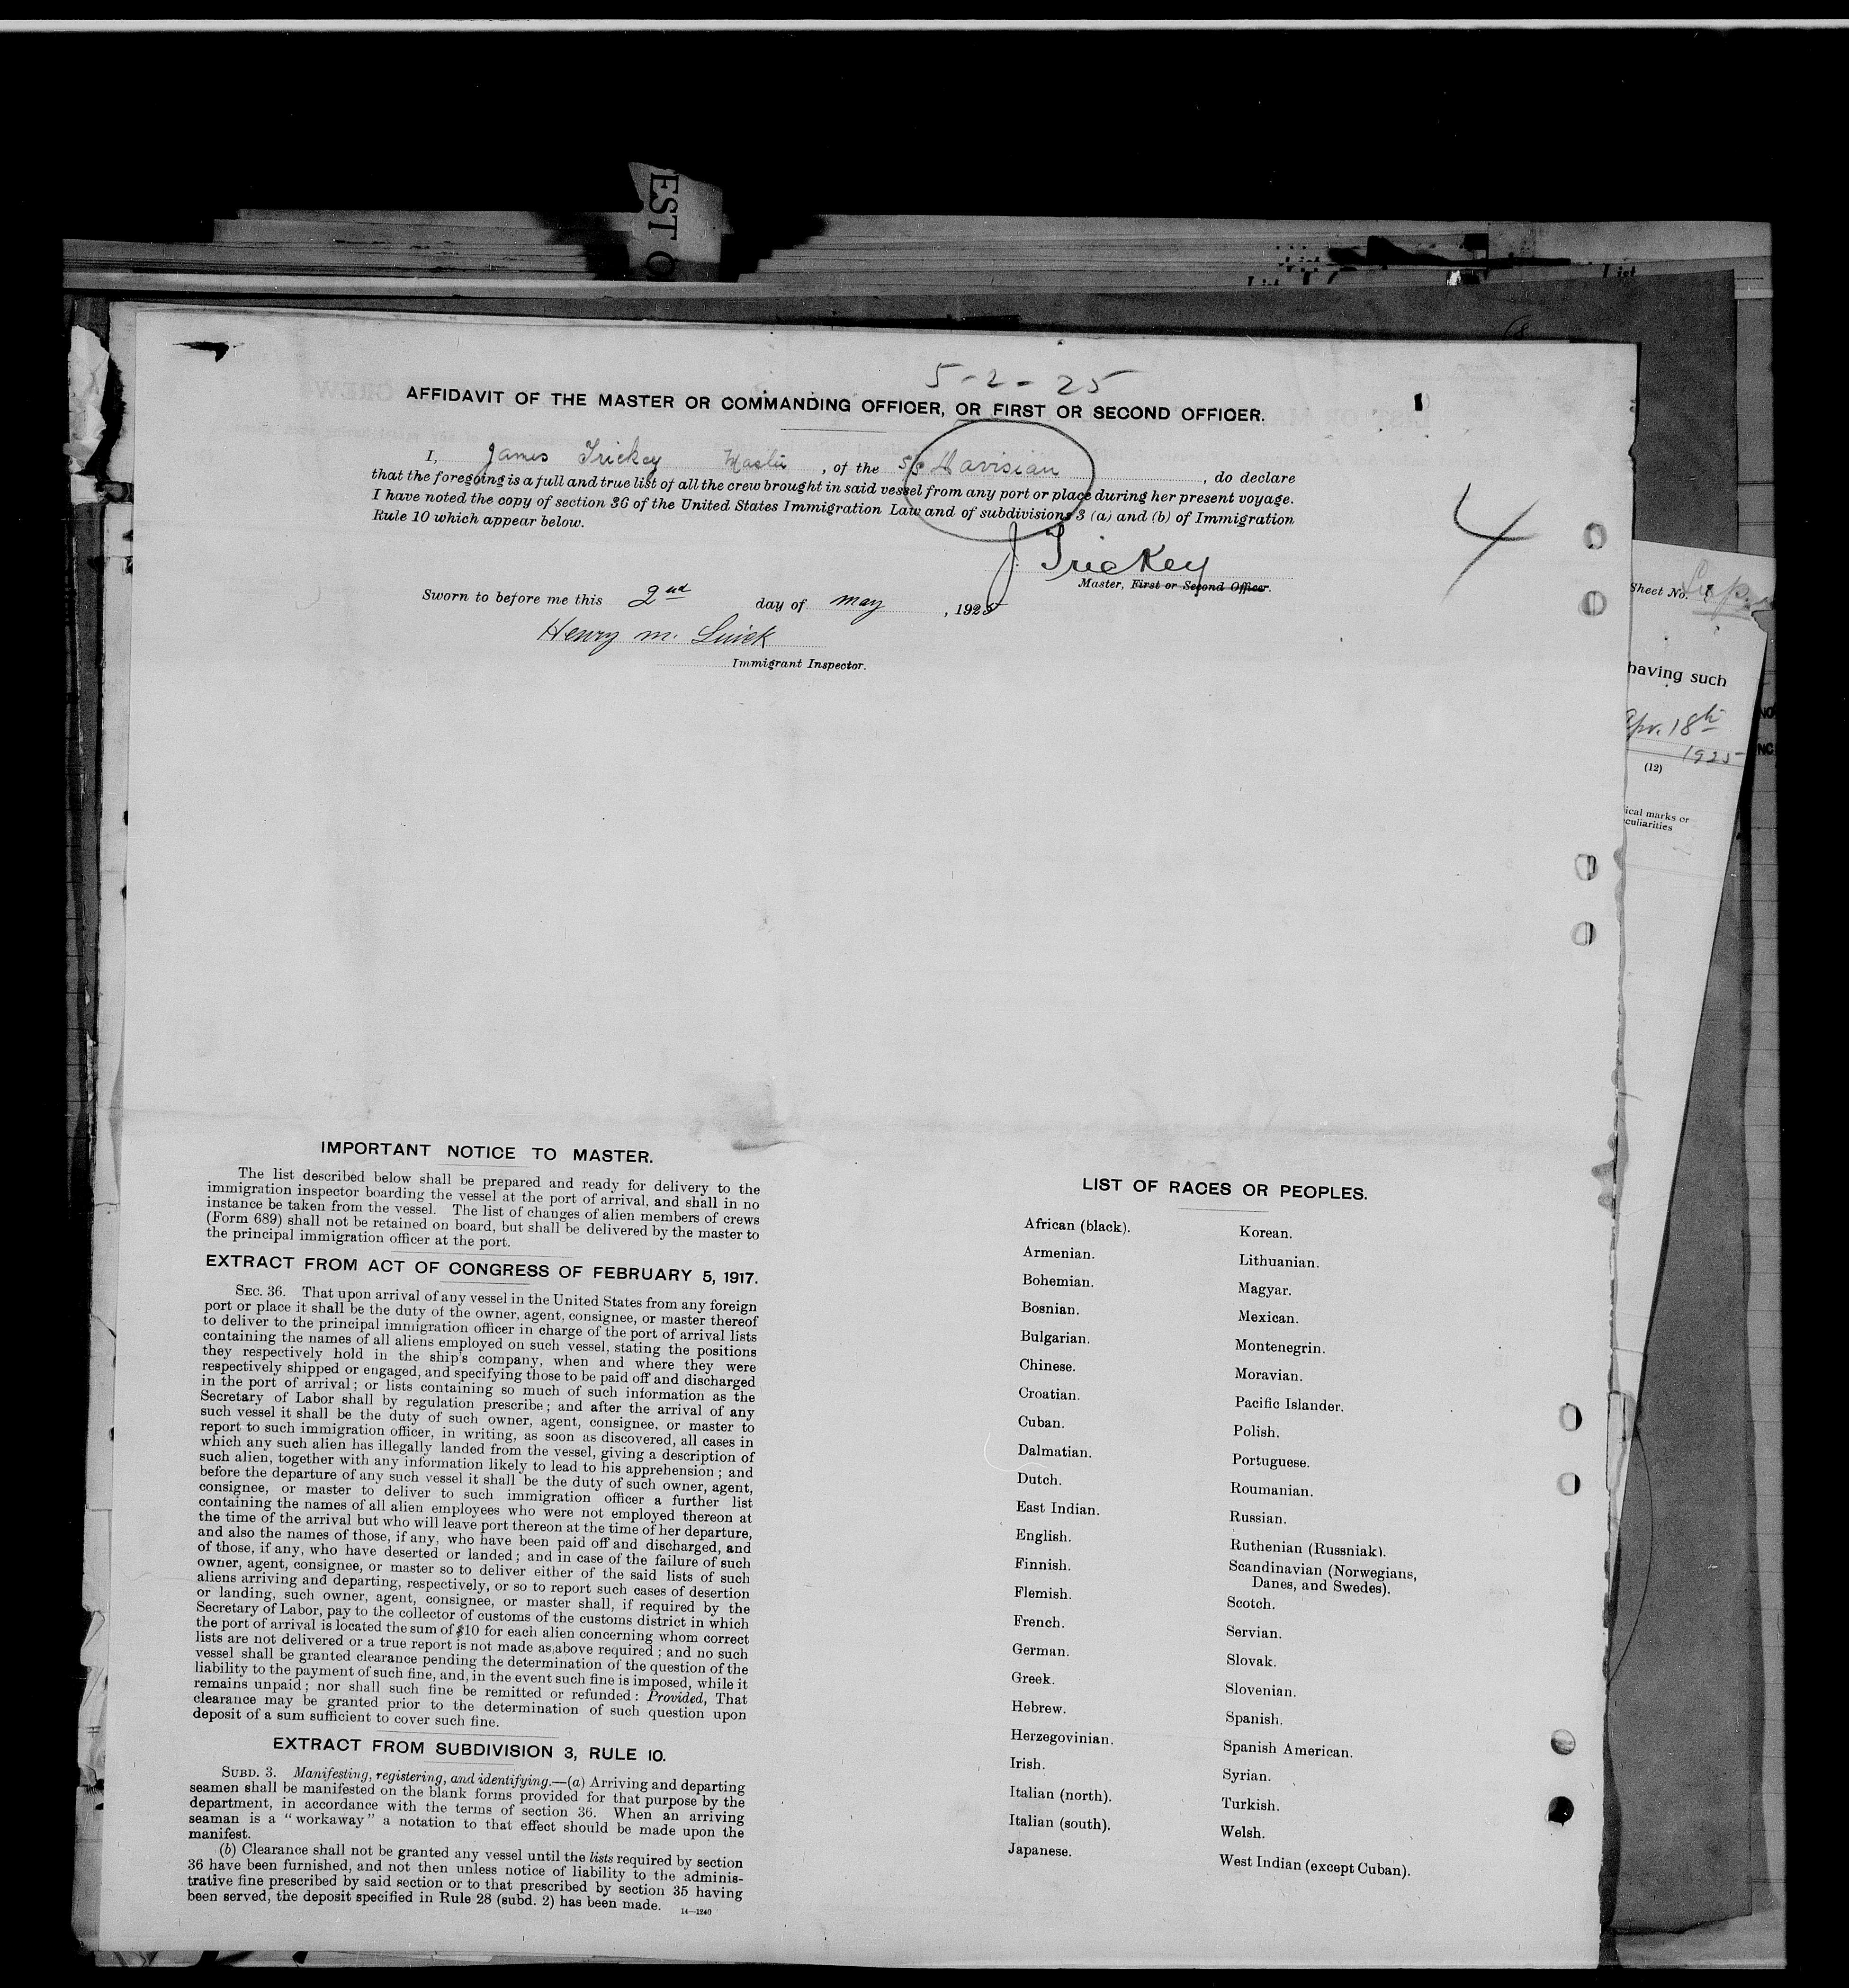 EST O
List
5-2-25
AFFIDAVIT OF THE MASTER OR COMMANDING OFFICER, OR FIRST OR SECOND OFFICER.
I, James Trickey Master, of the S/S Mavisian, do declare
that the foregoing is a full and true list of all the crew brought in said vessel from any port or place during her present voyage.
I have noted the copy of section 36 of the United States Immigration Law and of subdivisions 3 (a) and (b) of Immigration
Rule 10 which appear below.
4
J. Trickey
Master, First or Second Officer.
Sworn to before me this 2nd day of May, 1925
Henry M.
Immigrant Inspector.
Sheet No.
having such
Apr. 18th
1925
(12)
ical marks or
culiarities
IMPORTANT NOTICE TO MASTER.
The list described below shall be prepared and ready for delivery to the
immigration inspector boarding the vessel at the port of arrival, and shall in no
instance be taken from the vessel. The list of changes of alien members of crews
(Form 689) shall not be retained on board, but shall be delivered by the master to
the principal immigration officer at the port.
EXTRACT FROM ACT OF CONGRESS OF FEBRUARY 5, 1917.
SEC. 36. That upon arrival of any vessel in the United States from any foreign
port or place it shall be the duty of the owner, agent, consignee, or master thereof
to deliver to the principal immigration officer in charge of the port of arrival lists
containing the names of all aliens employed on such vessel, stating the positions
they respectively hold in the ship's company, when and where they were
respectively shipped or engaged, and specifying those to be paid off and discharged
in the port of arrival; or lists containing so much of such information as the
Secretary of Labor shall by regulation prescribe; and after the arrival of any
such vessel it shall be the duty of such owner, agent, consignee, or master to
report to such immigration officer, in writing, as soon as discovered, all cases in
which any such alien has illegally landed from the vessel, giving a description of
such alien, together with any information likely to lead to his apprehension; and
before the departure of any such vessel it shall be the duty of such owner, agent,
consignee, or master to deliver to such immigration officer a further list
containing the names of all alien employees who were not employed thereon at
the time of the arrival but who will leave port thereon at the time of her departure,
and also the names of those, if any, who have been paid off and discharged, and
of those, if any, who have deserted or landed; and in case of the failure of such
owner, agent, consignee, or master so to deliver either of the said lists of such
aliens arriving and departing, respectively, or so to report such cases of desertion
or landing, such owner, agent, consignee, or master shall, if required by the
Secretary of Labor, pay to the collector of customs of the customs district in which
the port of arrival is located the sum of $10 for each alien concerning whom correct
lists are not delivered or a true report is not made as above required; and no such
vessel shall be granted clearance pending the determination of the question of the
liability to the payment of such fine, and, in the event such fine is imposed, while it
remains unpaid; nor shall such fine be remitted or refunded: Provided, That
clearance may be granted prior to the determination of such question upon
deposit of a sum sufficient to cover such fine.
EXTRACT FROM SUBDIVISION 3, RULE 10.
SUBD. 3. Manifesting, registering, and identifying.—(a) Arriving and departing
seamen shall be manifested on the blank forms provided for that purpose by the
department, in accordance with the terms of section 36. When an arriving
seaman is a "workaway" a notation to that effect should be made upon the
manifest.
(b) Clearance shall not be granted any vessel until the lists required by section
36 have been furnished, and not then unless notice of liability to the adminis-
trative fine prescribed by said section or to that prescribed by section 35 having
been served, the deposit specified in Rule 28 (subd. 2) has been made.
14—1240
LIST OF RACES OR PEOPLES.
African (black).
Armenian.
Bohemian.
Bosnian.
Bulgarian.
Chinese.
Croatian.
Cuban.
Dalmatian.
Dutch.
East Indian.
English.
Finnish.
Flemish.
French.
German.
Greek.
Hebrew.
Herzegovinian.
Irish.
Italian (north).
Italian (south).
Japanese.
Korean.
Lithuanian.
Magyar.
Mexican.
Montenegrin.
Moravian.
Pacific Islander.
Polish.
Portuguese.
Roumanian.
Russian.
Ruthenian (Russniak).
Scandinavian (Norwegians,
Danes, and Swedes).
Scotch.
Servian.
Slovak.
Slovenian.
Spanish.
Spanish American.
Syrian.
Turkish.
Welsh.
West Indian (except Cuban).